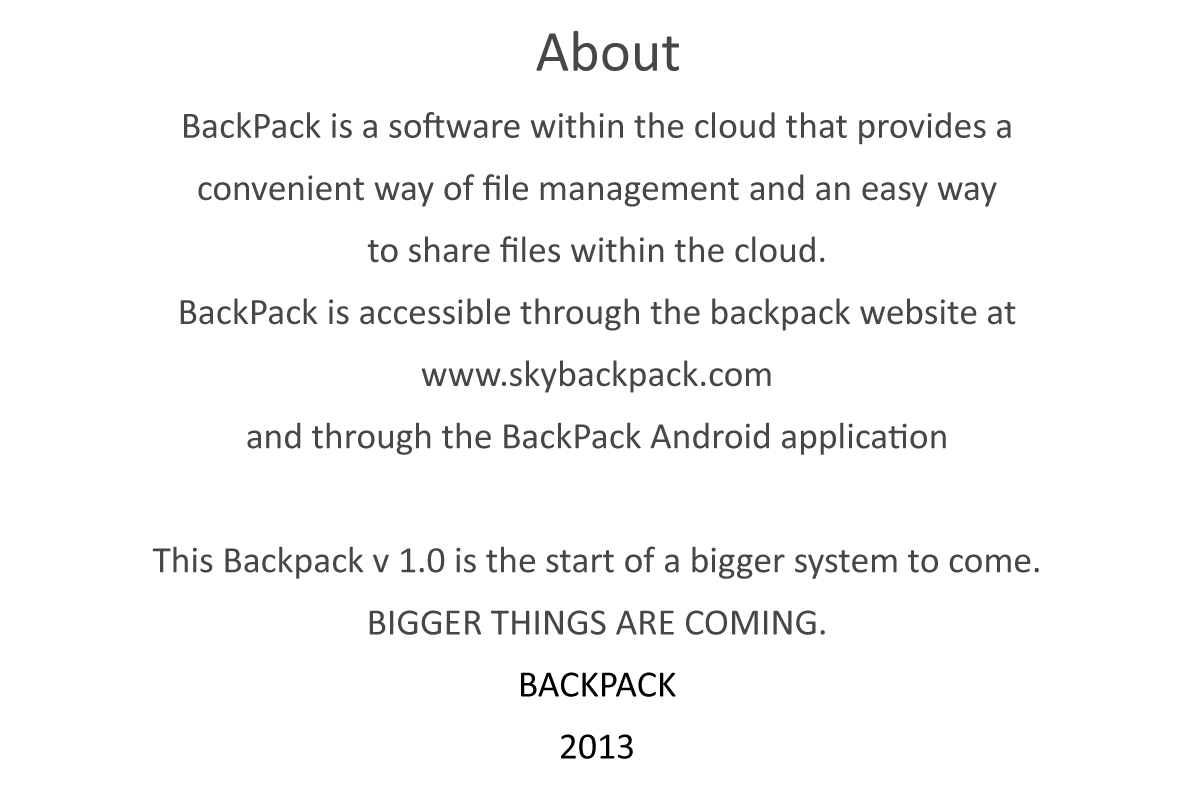 About
BackPack is a software within the cloud that provides a
convenient way of file management and an easy way
to share files within the cloud.
BackPack is accessible through the backpack website at
www.skybackpack.com
and through the BackPack Android application
This Backpack v 1.0 is the start of a bigger system to come.
BIGGER THINGS ARE COMING.
BACKPACK
2013